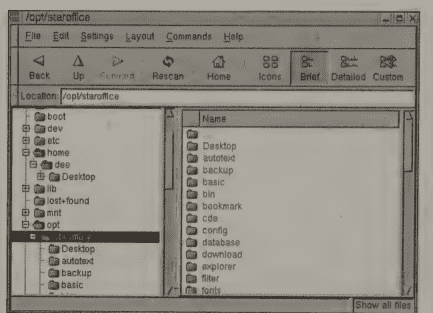 /opt/staroffice
File Edit Settings Layout Commands Help
Back Up Forward Rescan Home Icons Brief Detailed Custom
Location: /opt/staroffice
boot
dev
etc
home
dee
Desktop
lib
lost+found
mnt
opt
Desktop
autotext
backup
basic
Name
..
Desktop
autotext
backup
basic
bin
bookmark
cde
config
database
download
explorer
filter
fonts
Show all files